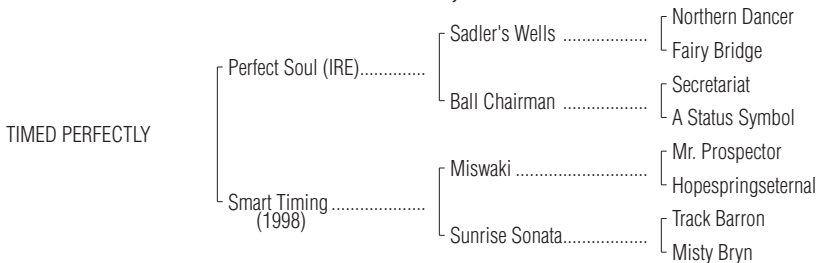 Northern Dancer
Sadler's Wells ..................
Fairy Bridge
Perfect Soul (IRE)..............
Secretariat
Ball Chairman ..................
A Status Symbol
TIMED PERFECTLY
Mr. Prospector
Miswaki ............................
Hopespringseternal
Smart Timing ....................
(1998)
Track Barron
Sunrise Sonata..................
Misty Bryn